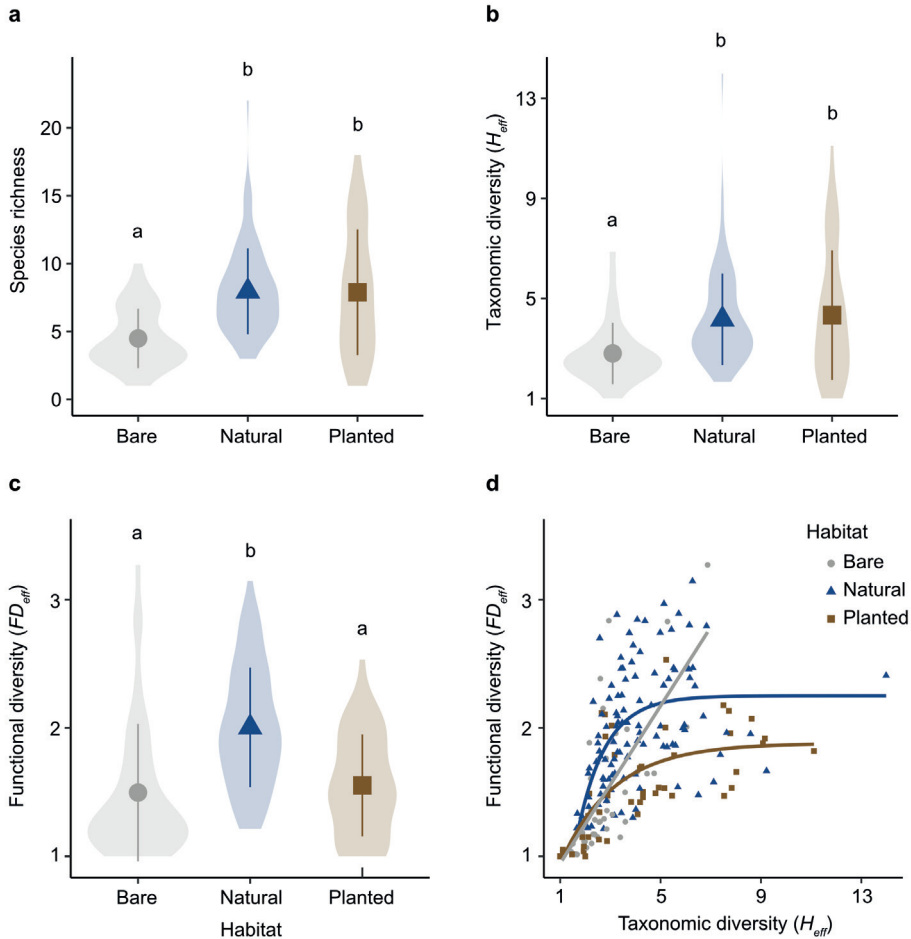 a
Species richness
20
15
10
5
0
a
b
b
Bare Natural Planted
b
Taxonomic diversity (Heff)
13
9
5
1
a
b
b
Bare Natural Planted
c
Functional diversity (FDeff)
3
2
1
a
b
a
Bare Natural Planted
Habitat
d
Functional diversity (FDeff)
3
2
1
Habitat
Bare
Natural
Planted
1 5 9 13
Taxonomic diversity (Heff)